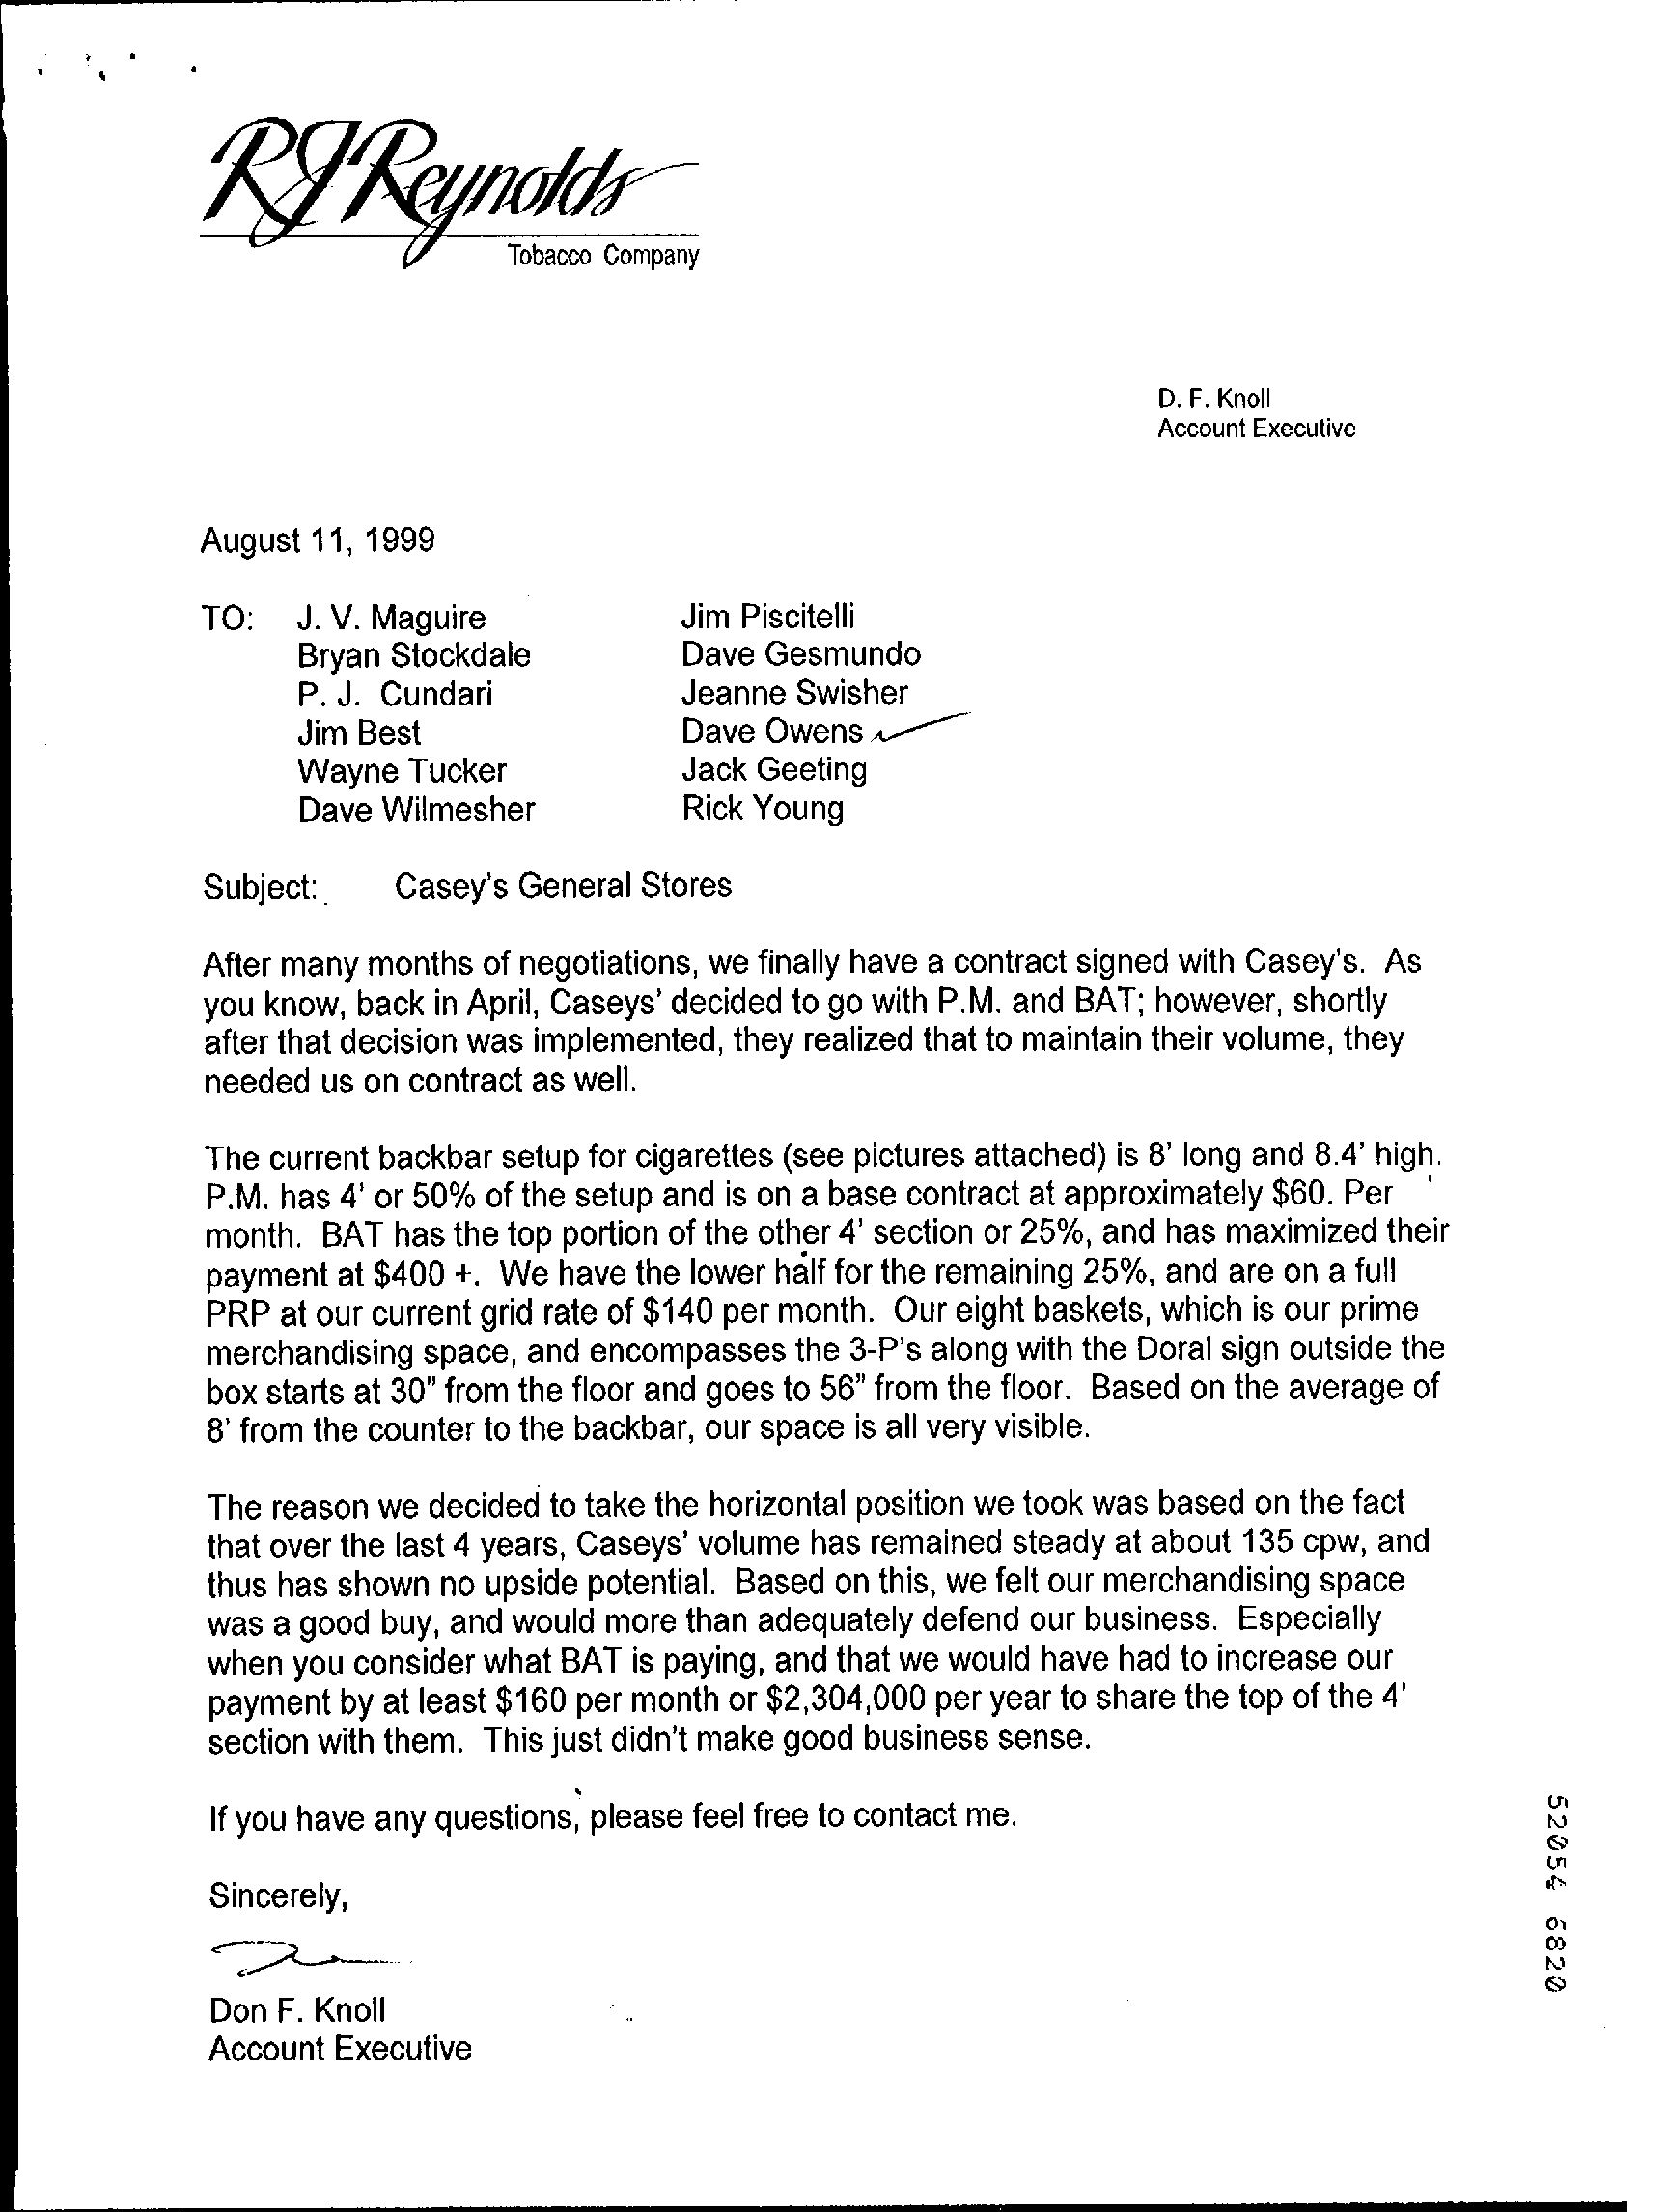 RJReynolds
Tobacco Company
D. F. Knoll
Account Executive
August 11, 1999
TO: J. V. Maguire Jim Piscitelli
Bryan Stockdale Dave Gesmundo
P. J. Cundari Jeanne Swisher
Jim Best Dave Owens
Wayne Tucker Jack Geeting
Dave Wilmesher Rick Young
Subject: Casey's General Stores
After many months of negotiations, we finally have a contract signed with Casey's. As
you know, back in April, Caseys' decided to go with P.M. and BAT; however, shortly
after that decision was implemented, they realized that to maintain their volume, they
needed us on contract as well.
The current backbar setup for cigarettes (see pictures attached) is 8' long and 8.4' high.
P.M. has 4' or 50% of the setup and is on a base contract at approximately $60. Per
month. BAT has the top portion of the other 4' section or 25%, and has maximized their
payment at $400 +. We have the lower half for the remaining 25%, and are on a full
PRP at our current grid rate of $140 per month. Our eight baskets, which is our prime
merchandising space, and encompasses the 3-P's along with the Doral sign outside the
box starts at 30" from the floor and goes to 56" from the floor. Based on the average of
8' from the counter to the backbar, our space is all very visible.
The reason we decided to take the horizontal position we took was based on the fact
that over the last 4 years, Caseys' volume has remained steady at about 135 cpw, and
thus has shown no upside potential. Based on this, we felt our merchandising space
was a good buy, and would more than adequately defend our business. Especially
when you consider what BAT is paying, and that we would have had to increase our
payment by at least $160 per month or $2,304,000 per year to share the top of the 4'
section with them. This just didn't make good business sense.
If you have any questions, please feel free to contact me.
Sincerely,
Don F. Knoll
Account Executive
52054 6820